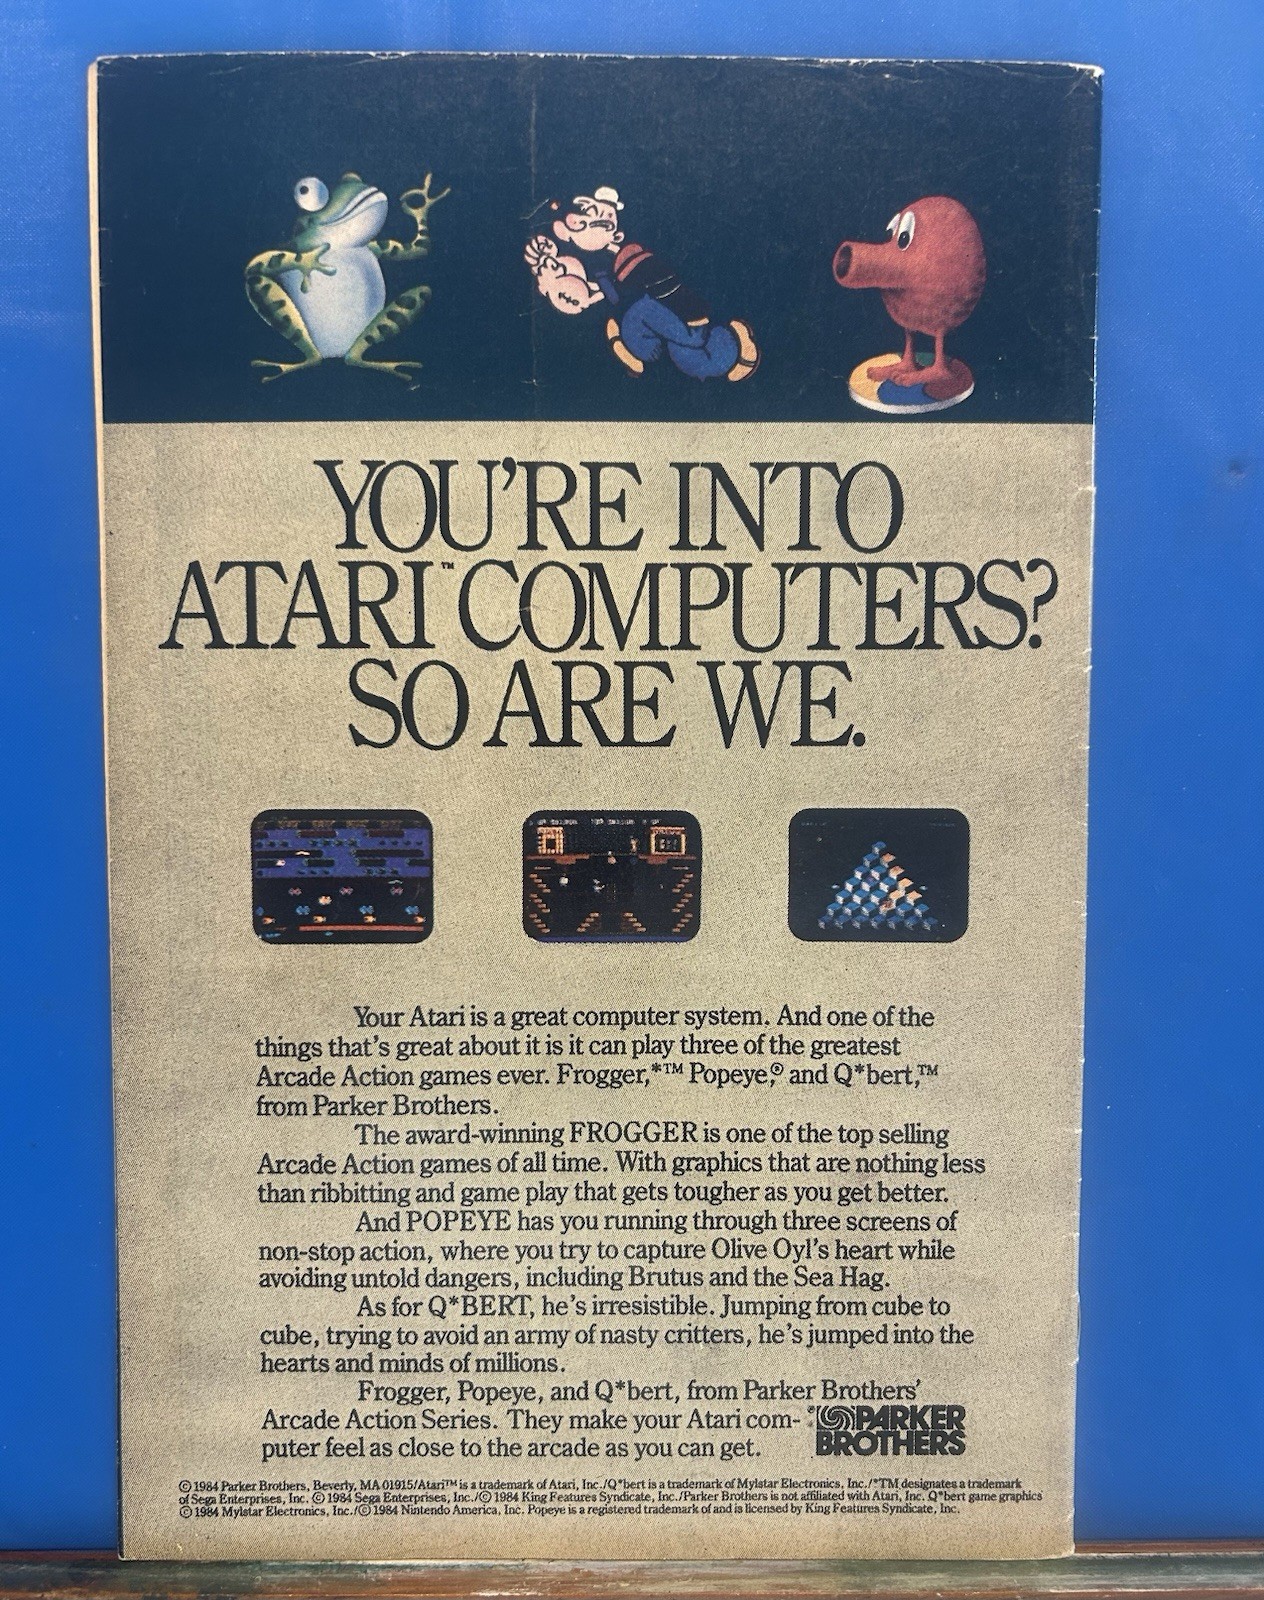 YOU'RE INTO
ATARI™ COMPUTERS?
SO ARE WE.
Your Atari is a great computer system. And one of the
things that's great about it is it can play three of the greatest
Arcade Action games ever. Frogger,*™ Popeye,® and Q*bert,™
from Parker Brothers.
The award-winning FROGGER is one of the top selling
Arcade Action games of all time. With graphics that are nothing less
than ribbitting and game play that gets tougher as you get better.
And POPEYE has you running through three screens of
non-stop action, where you try to capture Olive Oyl's heart while
avoiding untold dangers, including Brutus and the Sea Hag.
As for Q*BERT, he's irresistible. Jumping from cube to
cube, trying to avoid an army of nasty critters, he's jumped into the
hearts and minds of millions.
Frogger, Popeye, and Q*bert, from Parker Brothers'
Arcade Action Series. They make your Atari com-
puter feel as close to the arcade as you can get.
PARKER
BROTHERS
© 1984 Parker Brothers, Beverly, MA 01915/Atari™ is a trademark of Atari, Inc./Q*bert is a trademark of Mylstar Electronics, Inc./*TM designates a trademark
of Sega Enterprises, Inc. © 1984 Sega Enterprises, Inc./© 1984 King Features Syndicate, Inc./Parker Brothers is not affiliated with Atari, Inc. Q*bert game graphics
© 1984 Mylstar Electronics, Inc./© 1984 Nintendo America, Inc. Popeye is a registered trademark of and is licensed by King Features Syndicate, Inc.